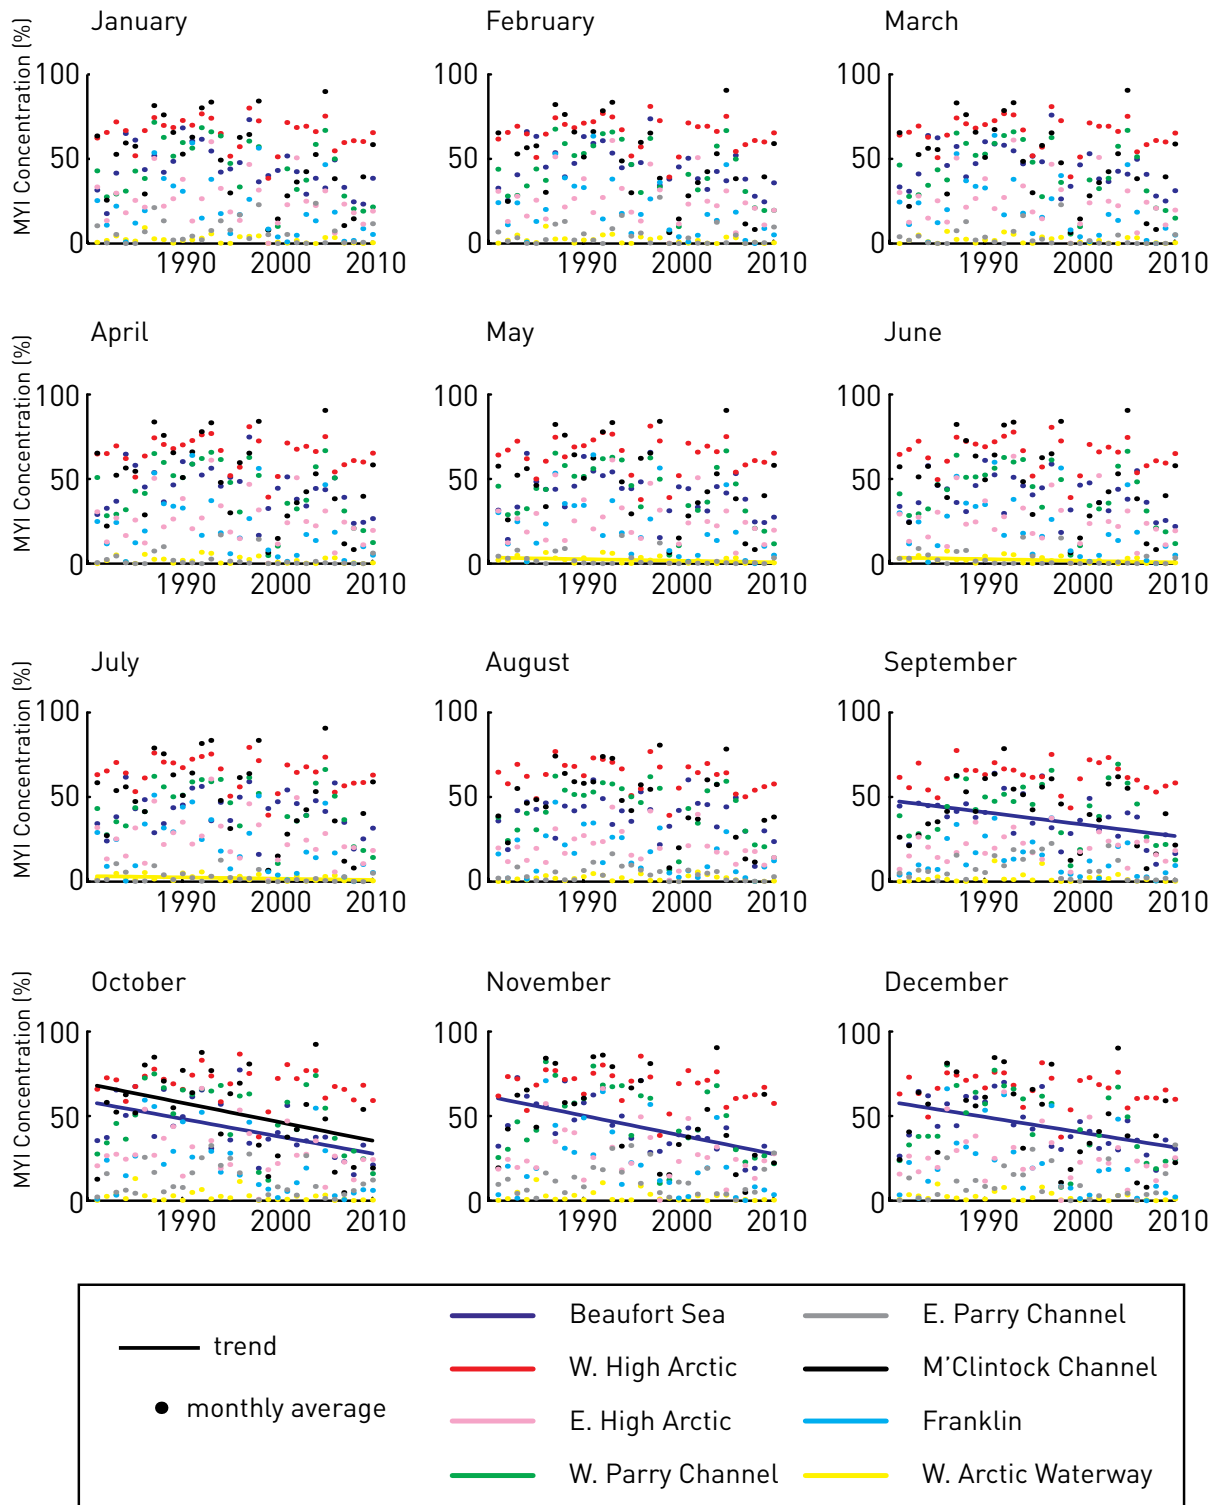 January
February
March
MYI Concentration (%)
100
50
0
1990
2000
2010
100
50
0
1990
2000
2010
100
50
0
1990
2000
2010
April
May
June
MYI Concentration (%)
100
50
0
1990
2000
2010
100
50
0
1990
2000
2010
100
50
0
1990
2000
2010
July
August
September
MYI Concentration (%)
100
50
0
1990
2000
2010
100
50
0
1990
2000
2010
100
50
0
1990
2000
2010
October
November
December
MYI Concentration (%)
100
50
0
1990
2000
2010
100
50
0
1990
2000
2010
100
50
0
1990
2000
2010
trend
monthly average
Beaufort Sea
W. High Arctic
E. High Arctic
W. Parry Channel
E. Parry Channel
M’Clintock Channel
Franklin
W. Arctic Waterway